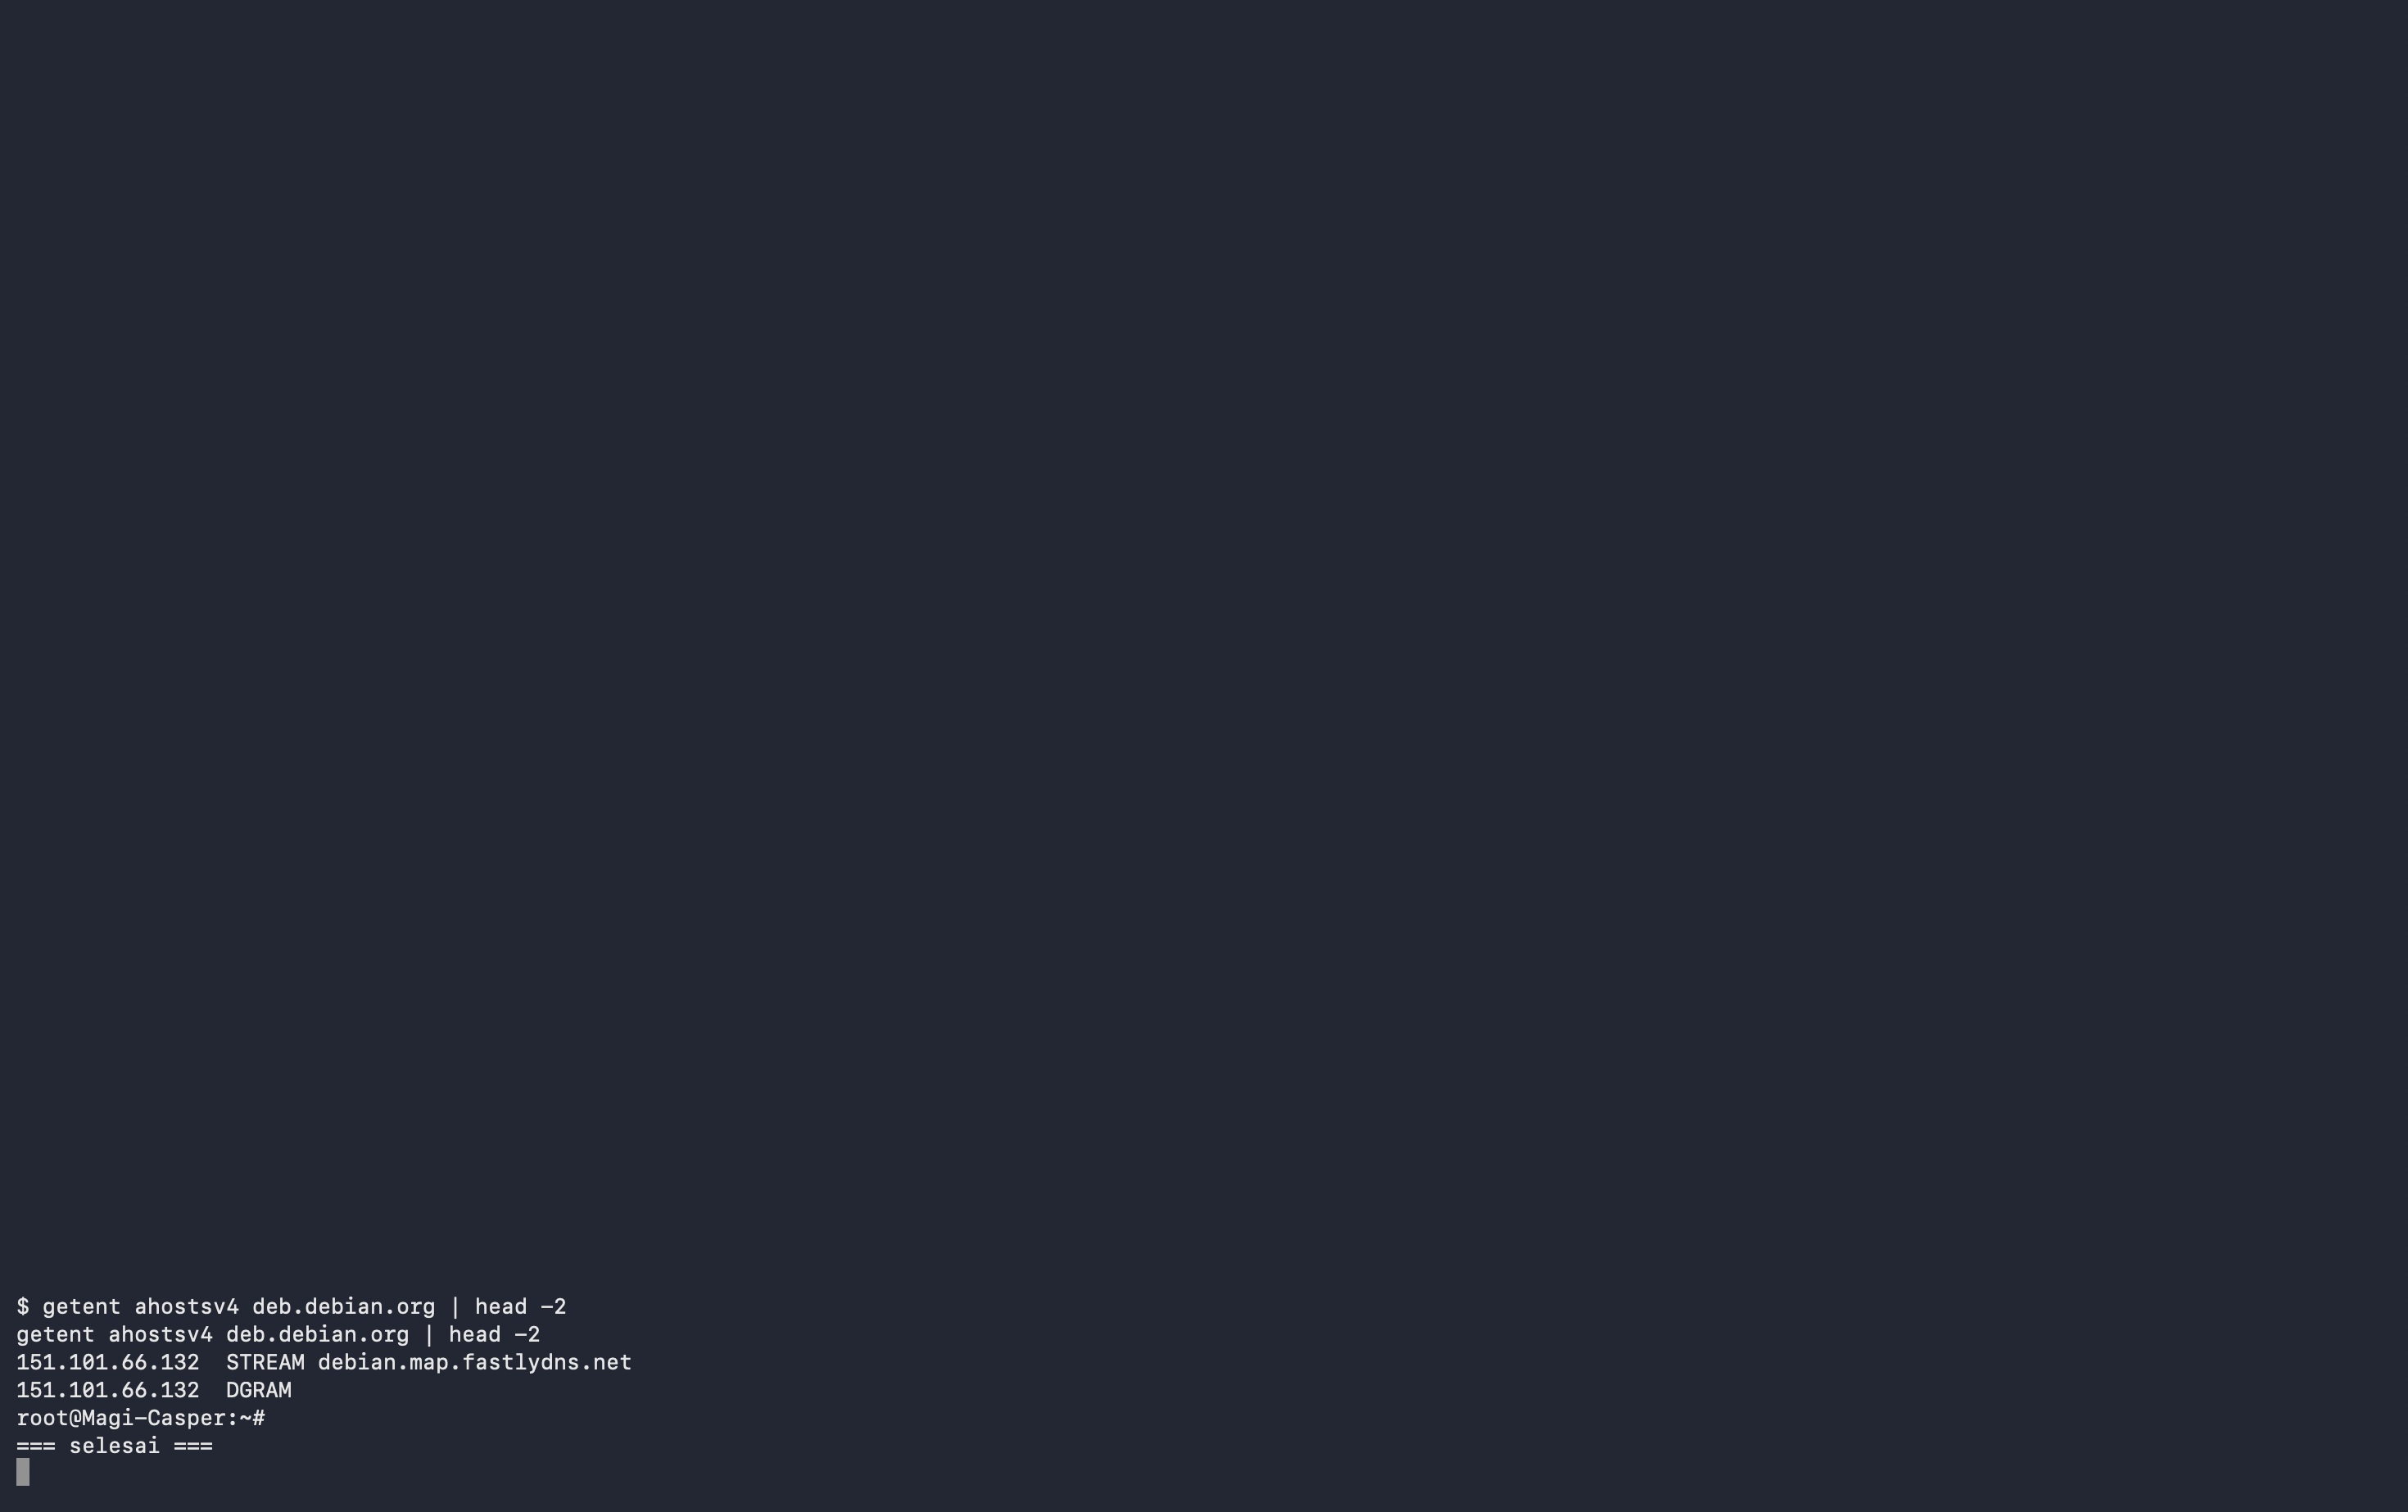 $ getent ahostsv4 deb.debian.org | head -2
getent ahostsv4 deb.debian.org | head -2
151.101.66.132  STREAM debian.map.fastlydns.net
151.101.66.132  DGRAM
root@Magi-Casper:~#
=== selesai ===